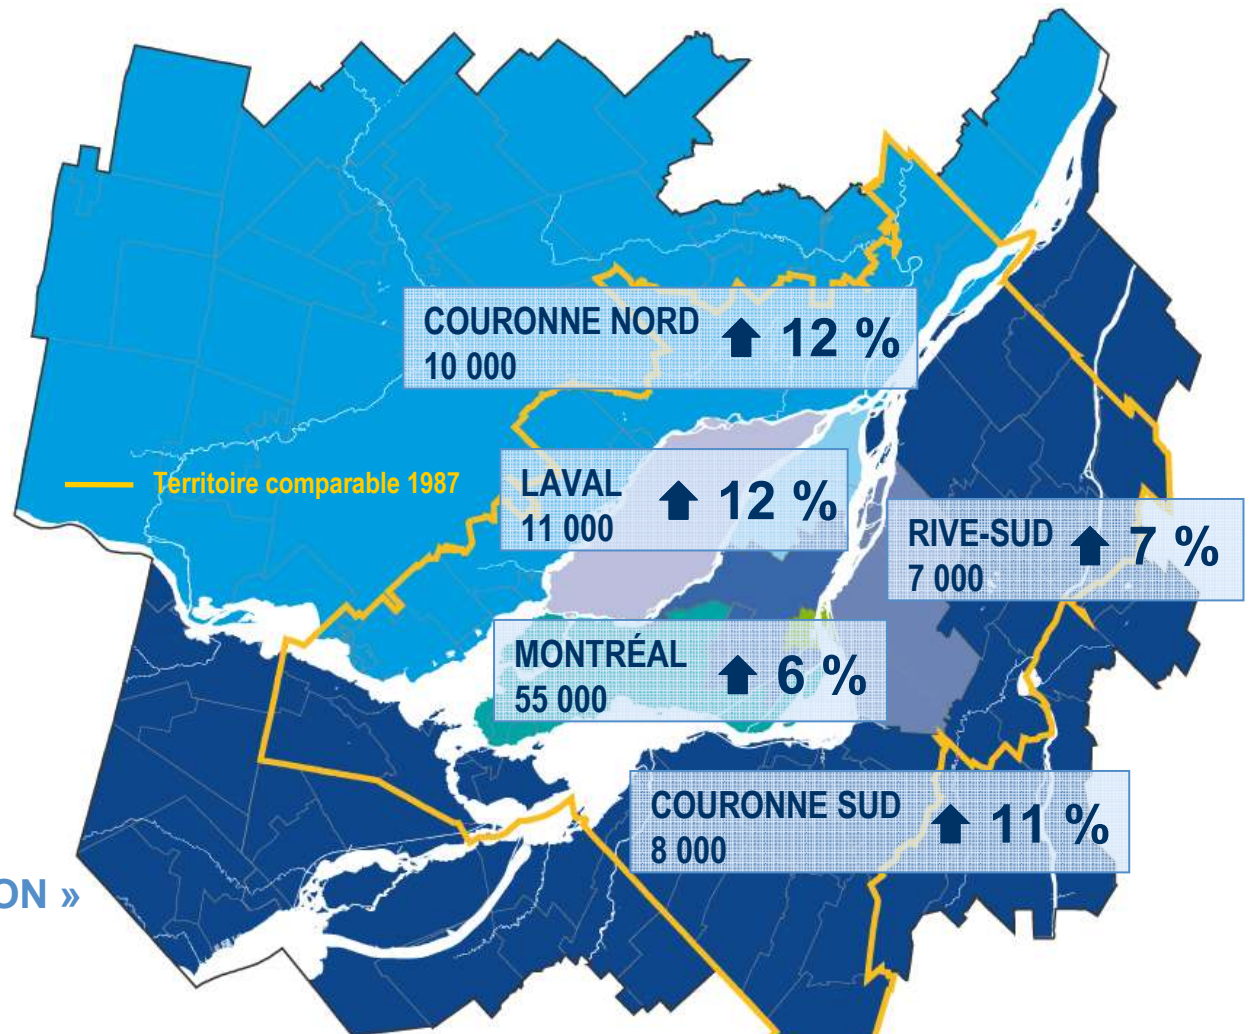 COURONNE NORD 12 %
10 000
Territoire comparable 1987
LAVAL 12 %
11 000
RIVE-SUD 7 %
7 000
MONTRÉAL 6 %
55 000
COURONNE SUD 11 %
8 000
ON »